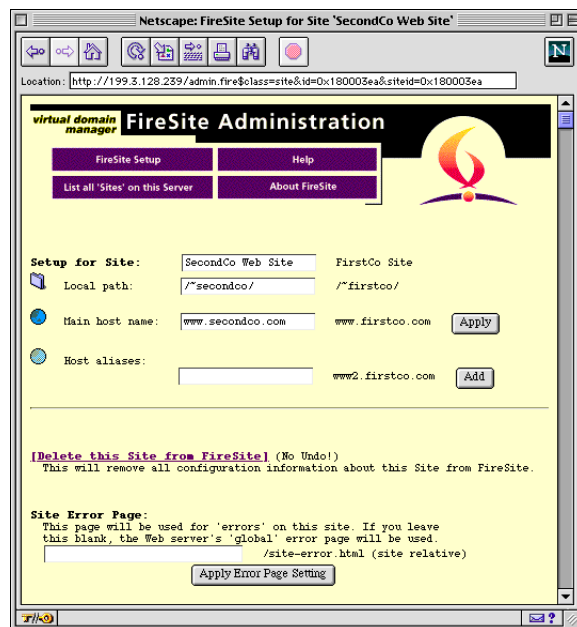 Netscape: FireSite Setup for Site 'SecondCo Web Site'
N
Location: http://199.3.128.239/admin.fire$class=site&id=0x180003ea&siteid=0x180003ea
virtual domain manager FireSite Administration
FireSite Setup Help
List all 'Sites' on this Server About FireSite
Setup for Site: SecondCo Web Site FirstCo Site
Local path: /~secondco/ /~firstco/
Main host name: www.secondco.com www.firstco.com Apply
Host aliases:
www2.firstco.com Add
[Delete this Site from FireSite] (No Undo!)
This will remove all configuration information about this Site from FireSite.
Site Error Page:
This page will be used for 'errors' on this site. If you leave
this blank, the Web server's 'global' error page will be used.
/site-error.html (site relative)
Apply Error Page Setting
?